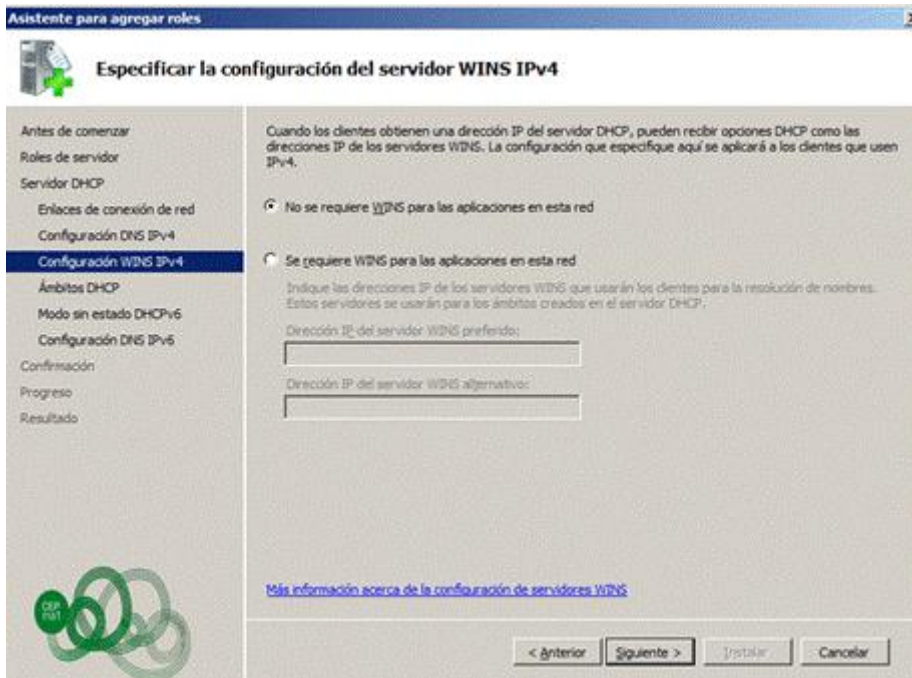 Asistente para agregar roles
Especificar la configuración del servidor WINS IPv4
Antes de comenzar
Roles de servidor
Servidor DHCP
Enlaces de conexión de red
Configuración DNS IPv4
Configuración WINS IPv4
Ámbitos DHCP
Modo sin estado DHCPv6
Configuración DNS IPv6
Confirmación
Progreso
Resultado
Cuando los clientes obtienen una dirección IP del servidor DHCP, pueden recibir opciones DHCP como las
direcciones IP de los servidores WINS. La configuración que especifique aquí se aplicará a los clientes que usen
IPv4.
No se requiere WINS para las aplicaciones en esta red
Se requiere WINS para las aplicaciones en esta red
Indique las direcciones IP de los servidores WINS que usarán los clientes para la resolución de nombres.
Estos servidores se usarán para los ámbitos creados en el servidor DHCP.
Dirección IP del servidor WINS preferido:
Dirección IP del servidor WINS alternativo:
Más información acerca de la configuración de servidores WINS
< Anterior
Siguiente >
Instalar
Cancelar